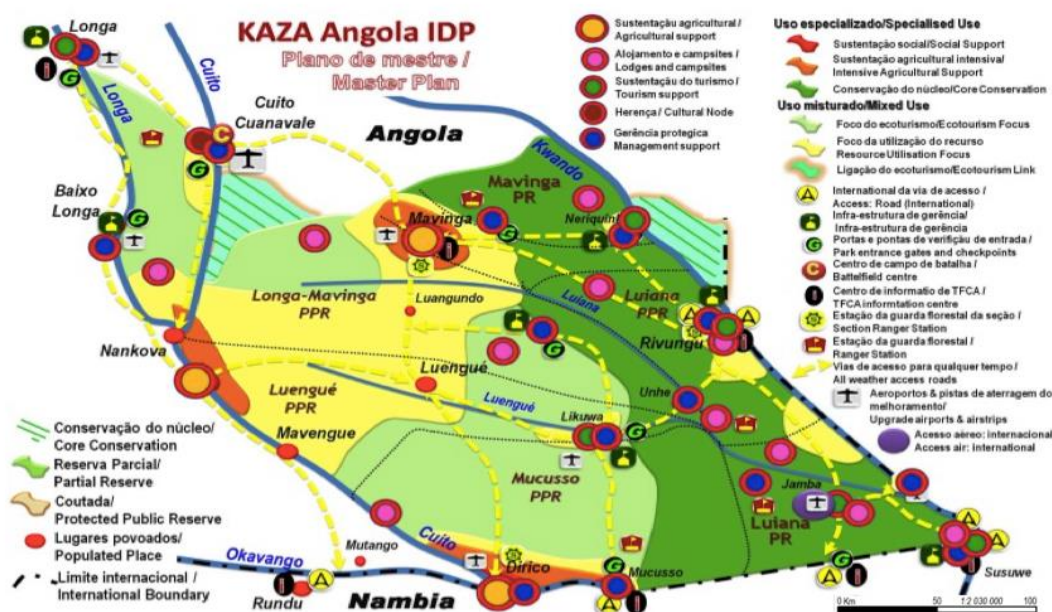 KAZA Angola IDP
Plano de mestre /
Master Plan
Sustentação agricultural /
Agricultural support
Alojamento e campsites /
Lodges and campsites
Sustentação do turismo /
Tourism support
Herença / Cultural Node
Gerência protegica
Management support
Uso especializado/Specialised Use
Sustentação social/Social Support
Sustentação agricultural intensiva/
Intensive Agricultural Support
Conservação do núcleo/Core Conservation
Uso misturado/Mixed Use
Foco do ecoturismo/Ecotourism Focus
Foco da utilização do recurso
Resource Utilisation Focus
Ligação do ecoturismo/Ecotourism Link
A
International da via de acesso /
Access: Road (International)
Infra-estrutura de gerência/
Infra-estrutura de gerência
G
Portas e pontas de verifição de entrada /
Park entrance gates and checkpoints
C
Centro de campo de batalha /
Battelfield centre
i
Centro de informatio de TFCA /
TFCA informtation centre
Estação da guarda florestal da seção /
Section Ranger Station
Estação da guarda florestal /
Ranger Station
Vias de acesso para qualquer tempo /
All weather access roads
Aeroportos & pistas de aterragem do
melhoramento/
Upgrade airports & airstrips
Acesso aéreo: internacional
Access air: international
Longa
Cuito
Longa
Cuito
Cuanavale
C
Angola
Kwando
Mavinga
PR
Baixo
Longa
Mavinga
Neriquinha
Longa-Mavinga
PPR
Luangundo
Luiana
Luiana
PPR
Nankova
Rivungu
Luengué
Luengué
PPR
Luengué
Unhe
Likuwa
Mavengue
Mucusso
PPR
Jamba
Luiana
PR
Conservação do núcleo/
Core Conservation
Reserva Parcial/
Partial Reserve
Coutada/
Protected Public Reserve
Lugares povoados/
Populated Place
Limite internacional /
International Boundary
Okavango
Mutango
Cuito
Dirico
Mucusso
Susuwe
Rundu
Nambia
0 Km
50
1:2 030 000
100